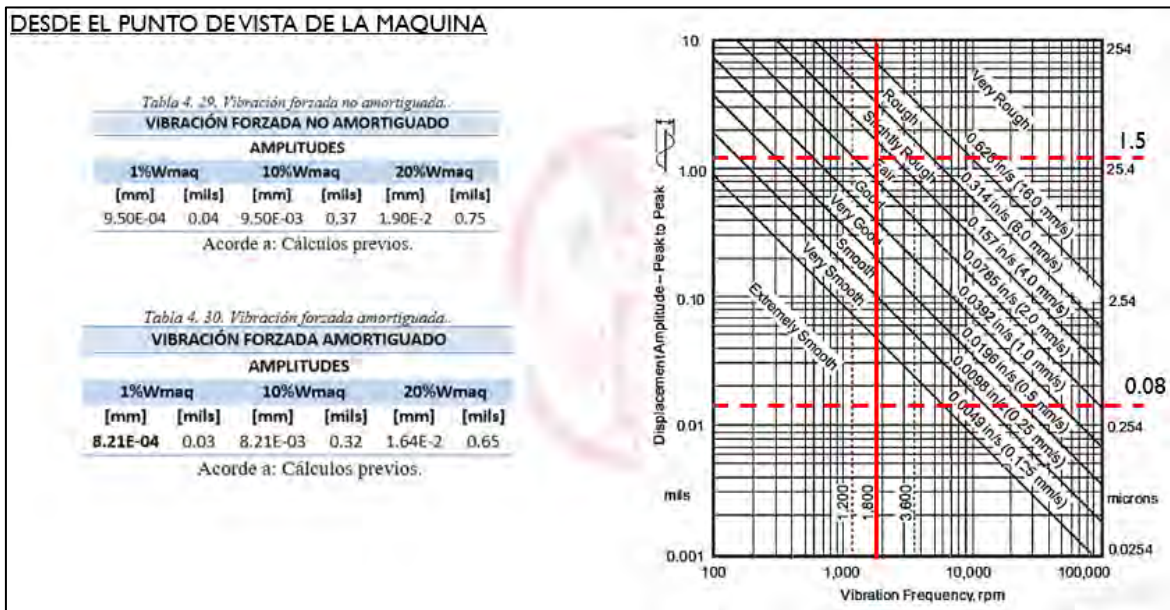 DESDE EL PUNTO DE VISTA DE LA MAQUINA
Tabla 4. 29. Vibración forzada no amortiguada..
VIBRACIÓN FORZADA NO AMORTIGUADO
AMPLITUDES
1%Wmaq 10%Wmaq 20%Wmaq
[mm] [mils] [mm] [mils] [mm] [mils]
9.50E-04 0.04 9.50E-03 0.37 1.90E-2 0.75
Acorde a: Cálculos previos.
Tabla 4. 30. Vibración forzada amortiguada..
VIBRACIÓN FORZADA AMORTIGUADO
AMPLITUDES
1%Wmaq 10%Wmaq 20%Wmaq
[mm] [mils] [mm] [mils] [mm] [mils]
8.21E-04 0.03 8.21E-03 0.32 1.64E-2 0.65
Acorde a: Cálculos previos.
Displacement Amplitude – Peak to Peak
10
1.00
0.10
0.01
mils
0.001
254
1.5
25.4
2.54
0.08
0.254
microns
0.0254
Very Rough
Rough
Slightly Rough
Fair
Good
Very Good
Smooth
Very Smooth
Extremely Smooth
0.628 in/s (16.0 mm/s)
0.314 in/s (8.0 mm/s)
0.157 in/s (4.0 mm/s)
0.0785 in/s (2.0 mm/s)
0.0392 in/s (1.0 mm/s)
0.0196 in/s (0.5 mm/s)
0.0098 in/s (0.25 mm/s)
0.0049 in/s (0.125 mm/s)
1,200
1,800
3,600
100 1,000 10,000 100,000
Vibration Frequency, rpm